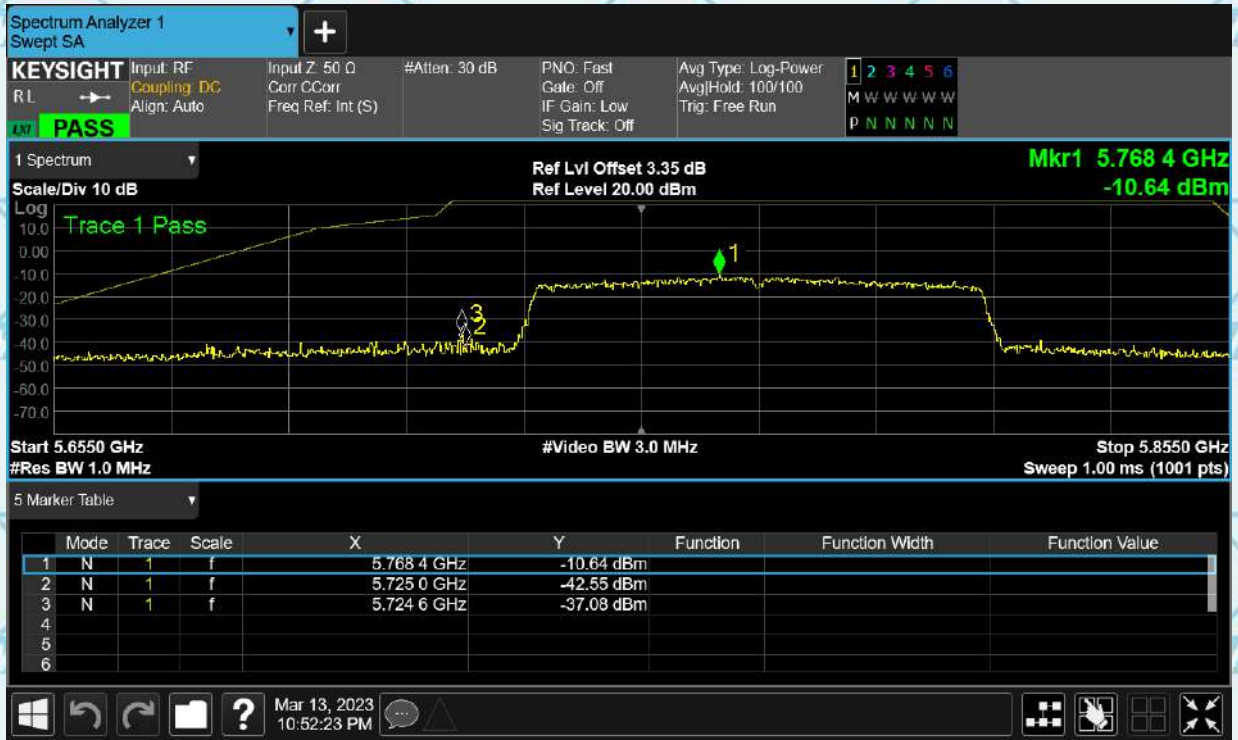 Spectrum Analyzer 1
Swept SA
+
KEYSIGHT
RL
LXI
PASS
Input: RF
Coupling: DC
Align: Auto
Input Z: 50 Ω
Corr CCorr
Freq Ref: Int (S)
#Atten: 30 dB
PNO: Fast
Gate: Off
IF Gain: Low
Sig Track: Off
Avg Type: Log-Power
Avg|Hold: 100/100
Trig: Free Run
1 2 3 4 5 6
M W W W W W
P N N N N N
1 Spectrum
Scale/Div 10 dB
Ref Lvl Offset 3.35 dB
Ref Level 20.00 dBm
Mkr1 5.768 4 GHz
-10.64 dBm
Log
Trace 1 Pass
10.0
0.00
-10.0
-20.0
-30.0
-40.0
-50.0
-60.0
-70.0
1
3
2
Start 5.6550 GHz
#Video BW 3.0 MHz
Stop 5.8550 GHz
#Res BW 1.0 MHz
Sweep 1.00 ms (1001 pts)
5 Marker Table
Mode Trace Scale X Y Function Function Width Function Value
1 N 1 f 5.768 4 GHz -10.64 dBm
2 N 1 f 5.725 0 GHz -42.55 dBm
3 N 1 f 5.724 6 GHz -37.08 dBm
4
5
6
?
Mar 13, 2023
10:52:23 PM